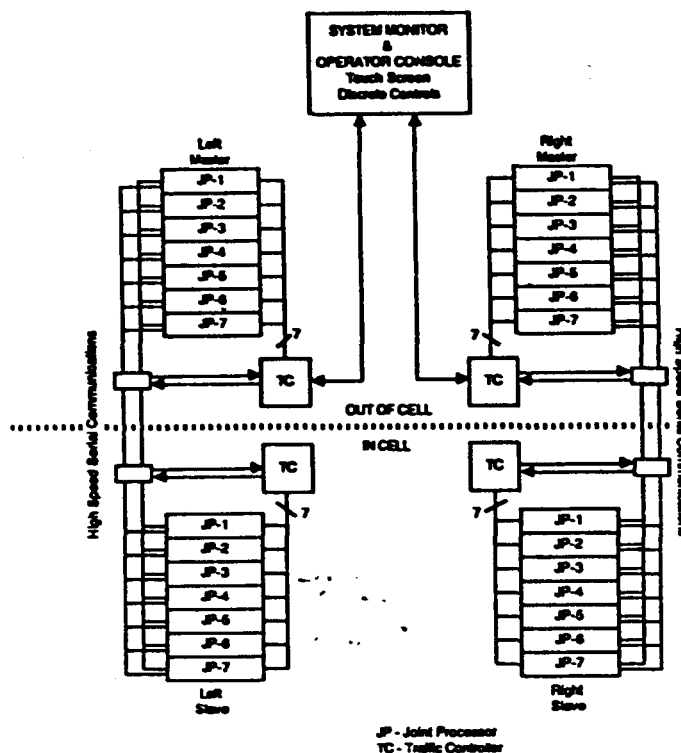 SYSTEM MONITOR
&
OPERATOR CONSOLE
Touch Screen
Discrete Controls
Left
Master
JP-1
JP-2
JP-3
JP-4
JP-5
JP-6
JP-7
7
TC
Right
Master
JP-1
JP-2
JP-3
JP-4
JP-5
JP-6
JP-7
7
TC
OUT OF CELL
IN CELL
High Speed Serial Communications
High Speed Serial Communications
TC
7
JP-1
JP-2
JP-3
JP-4
JP-5
JP-6
JP-7
Left
Slave
TC
7
JP-1
JP-2
JP-3
JP-4
JP-5
JP-6
JP-7
Right
Slave
JP - Joint Processor
TC - Traffic Controller